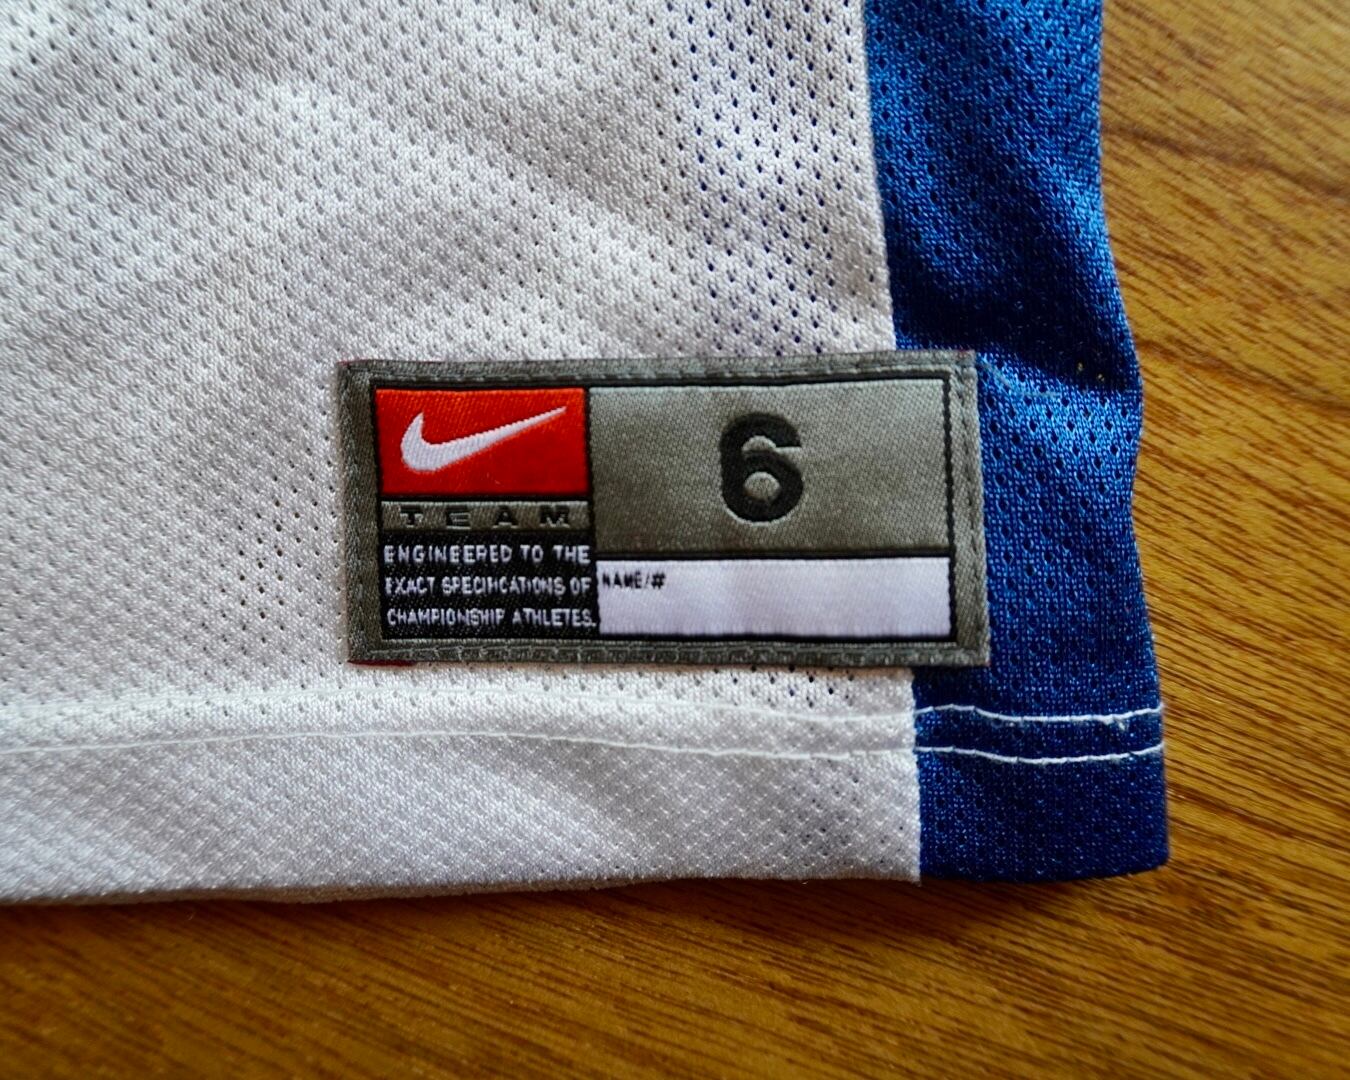 6
TEAM
ENGINEERED TO THE
EXACT SPECIFICATIONS OF
CHAMPIONSHIP ATHLETES.
NAME/#